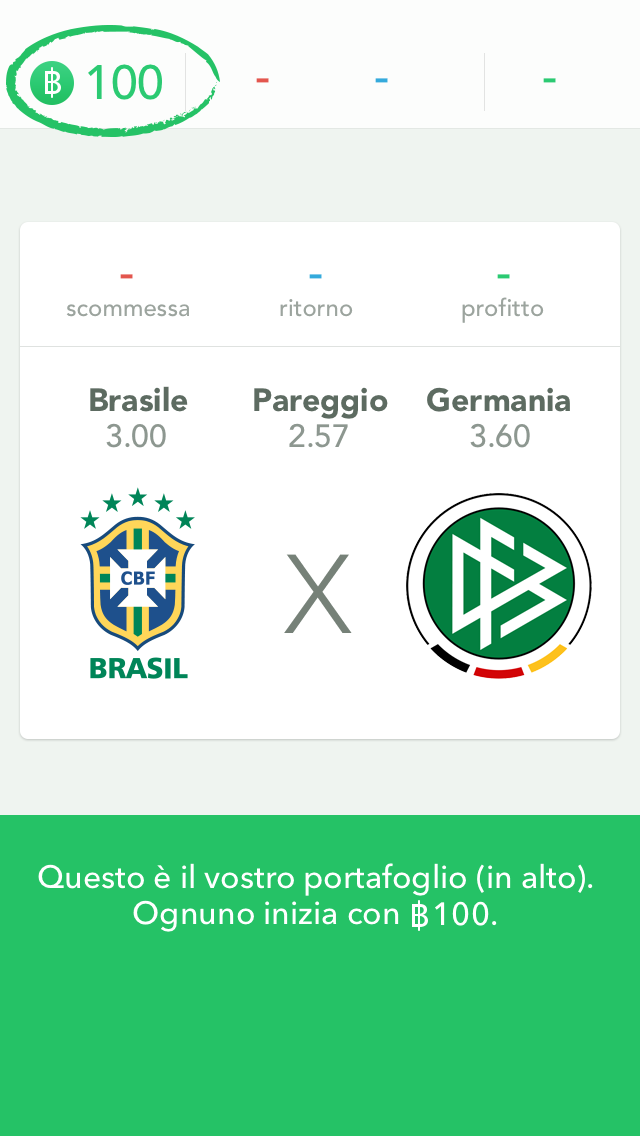 ฿ 100 - - -
- - -
scommessa ritorno profitto
Brasile Pareggio Germania
3.00 2.57 3.60
CBF X DFB
BRASIL
Questo è il vostro portafoglio (in alto).
Ognuno inizia con ฿100.